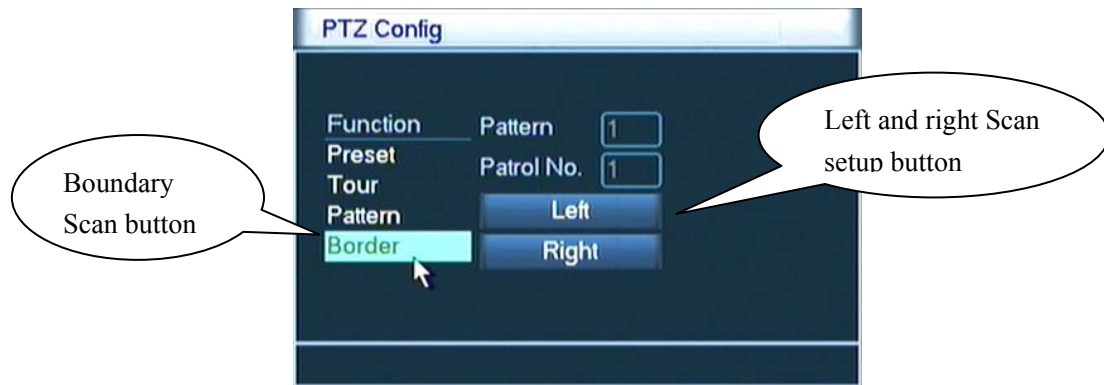 PTZ Config
Function
Preset
Tour
Pattern
Border
Pattern 1
Patrol No. 1
Left
Right
Boundary
Scan button
Left and right Scan
setup button